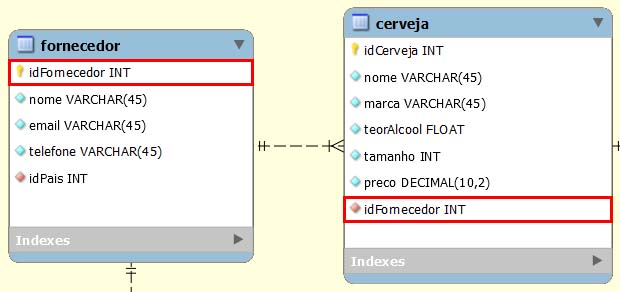 fornecedor
idFornecedor INT
nome VARCHAR(45)
email VARCHAR(45)
telefone VARCHAR(45)
idPais INT
Indexes
cerveja
idCerveja INT
nome VARCHAR(45)
marca VARCHAR(45)
teorAlcool FLOAT
tamanho INT
preco DECIMAL(10,2)
idFornecedor INT
Indexes